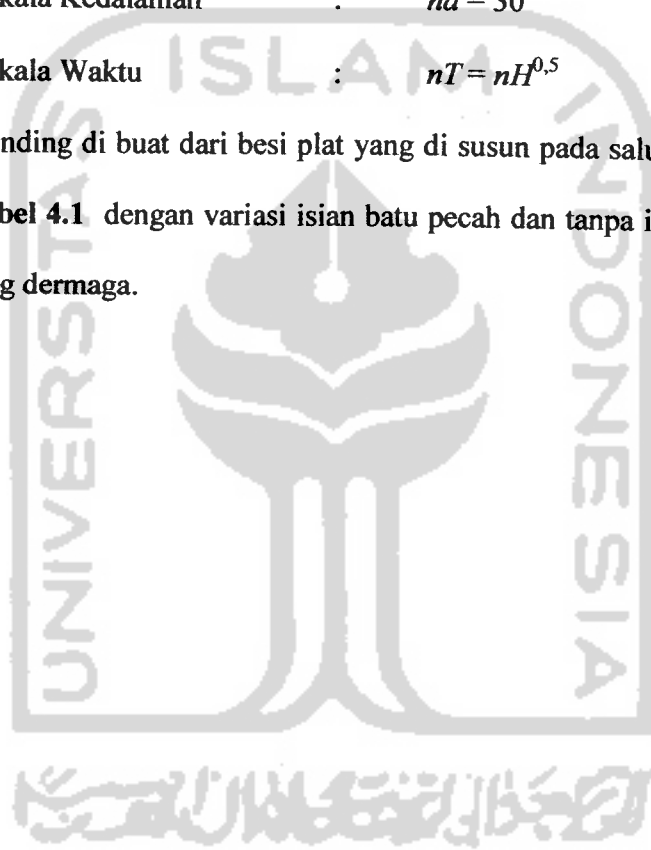 kala Kedalaman : nd = 50
kala Waktu : nT = nH^0,5
nding di buat dari besi plat yang di susun pada salu
bel 4.1 dengan variasi isian batu pecah dan tanpa i
g dermaga.
UNIVERSITAS ISLAM INDONESIA